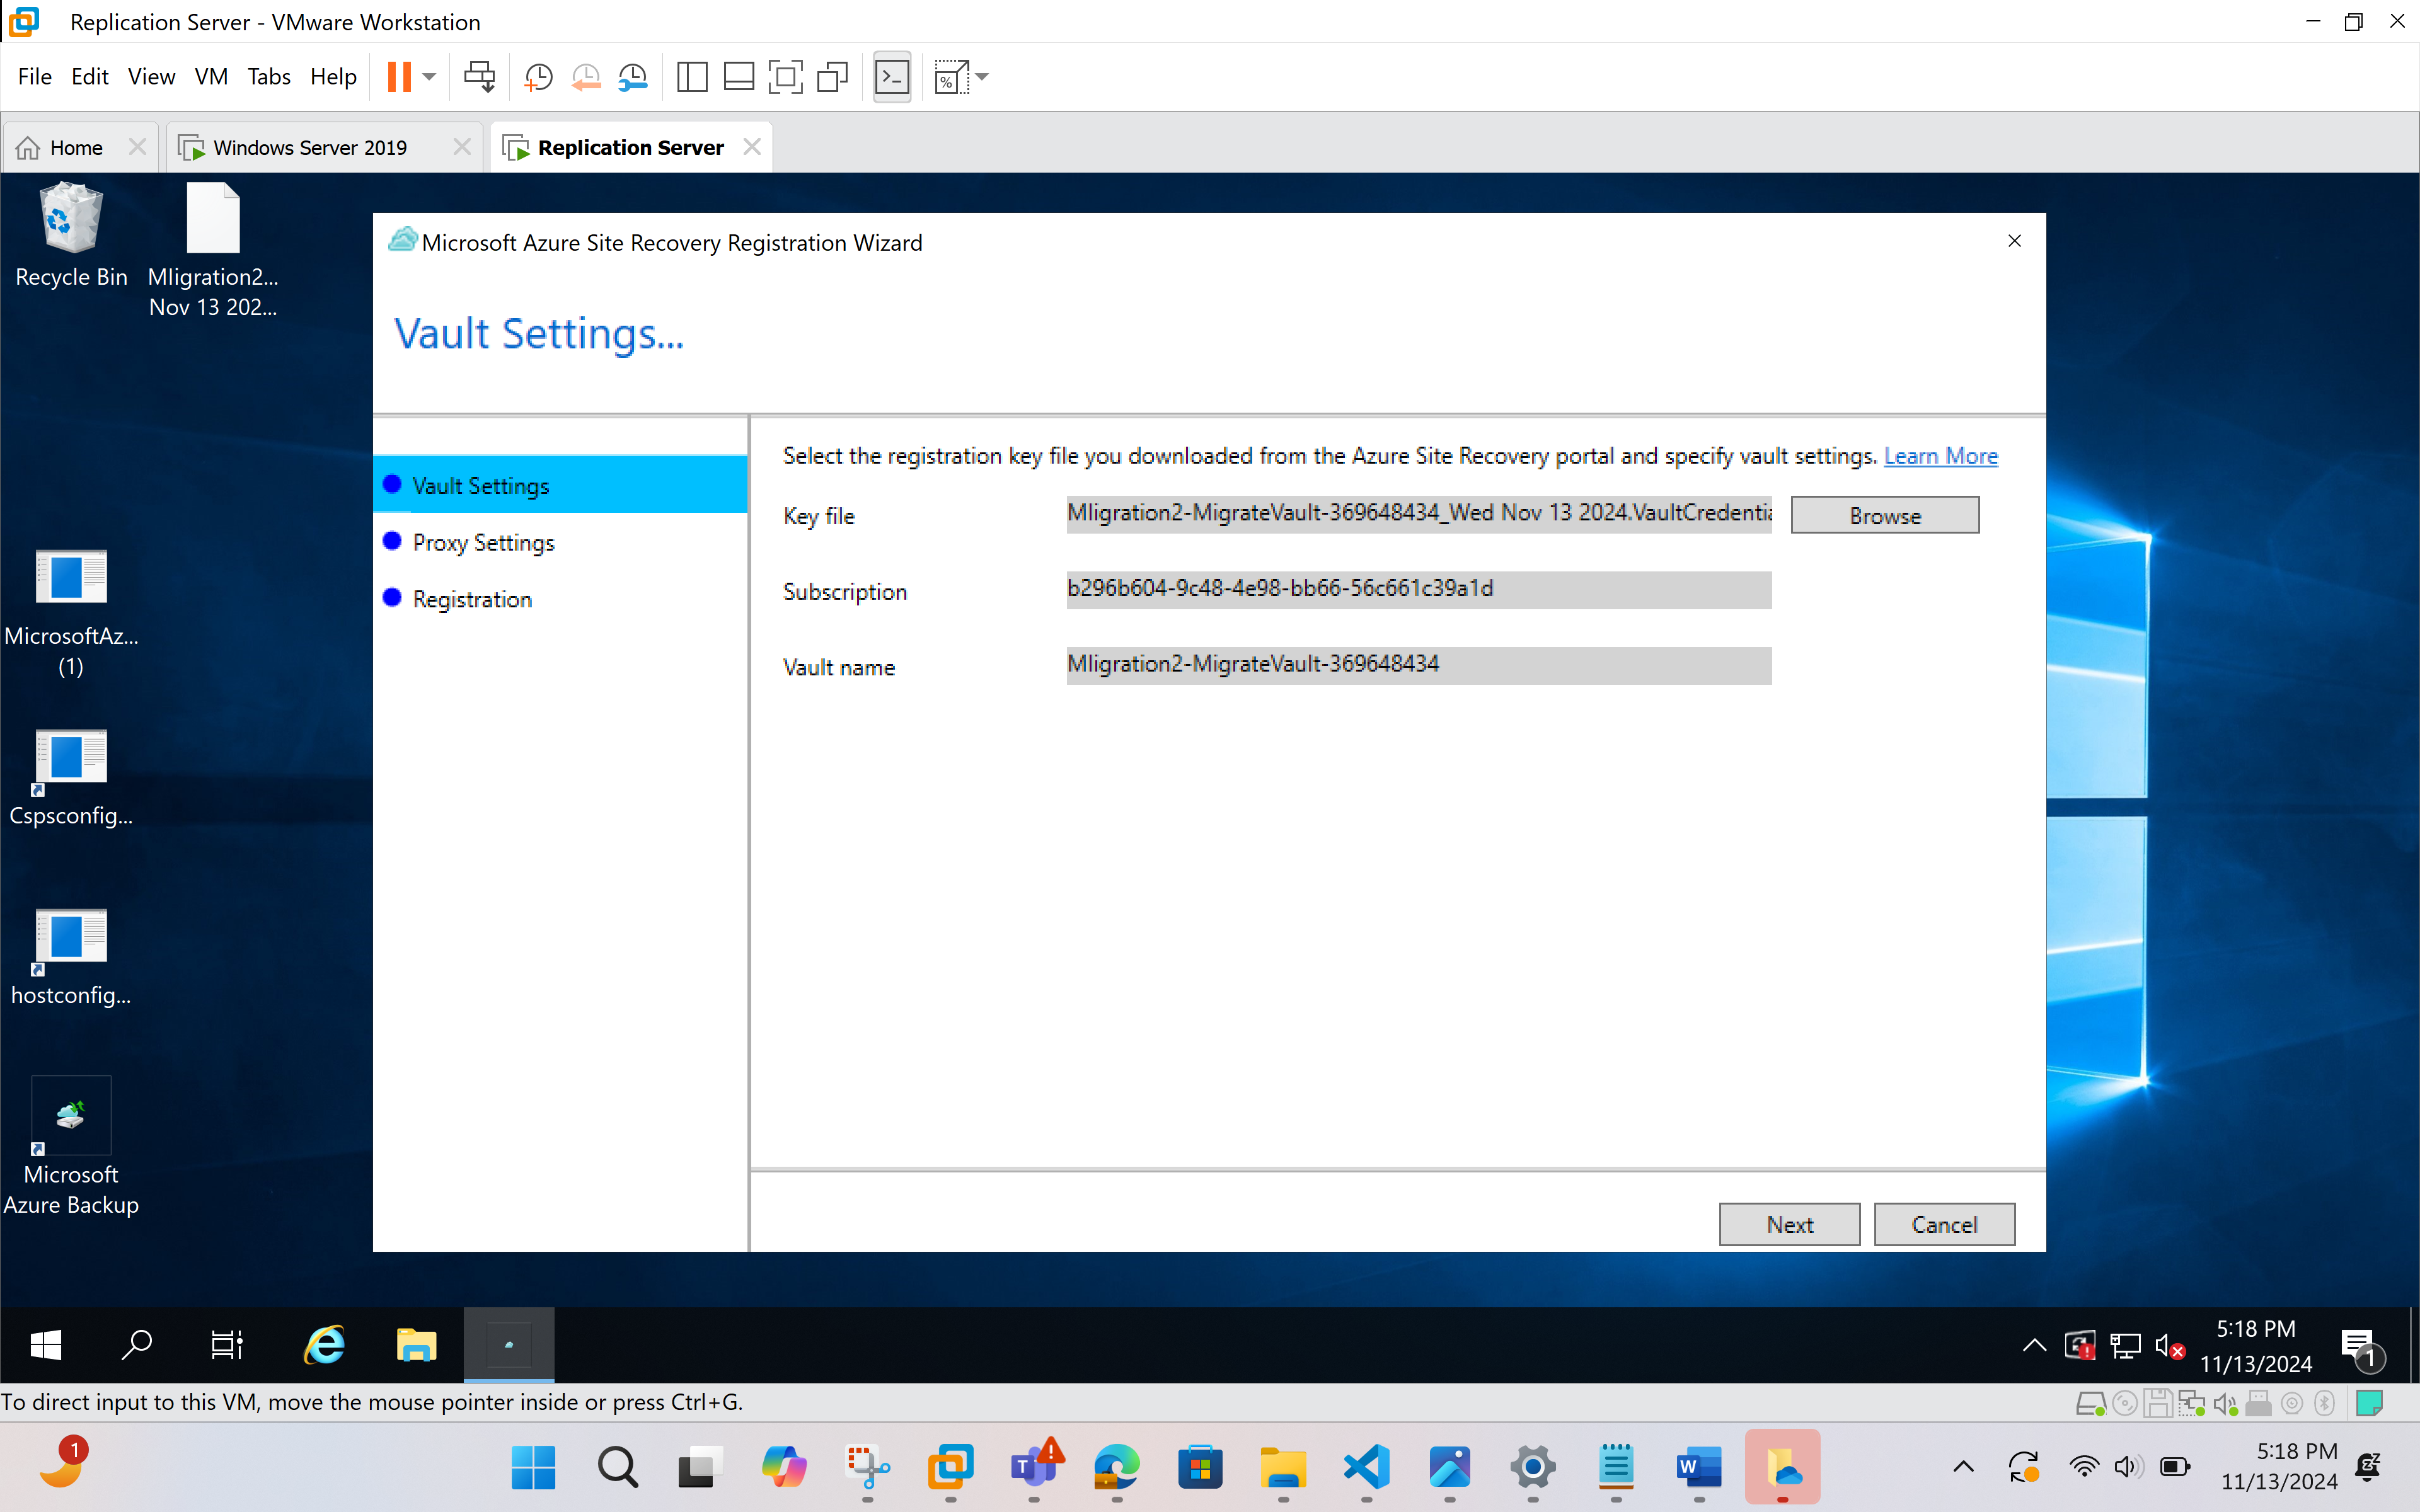 Replication Server - VMware Workstation
File Edit View VM Tabs Help
Home
Windows Server 2019
Replication Server
Recycle Bin
MIigration2...
Nov 13 202...
Microsoft Azure Site Recovery Registration Wizard
Vault Settings...
Vault Settings
Proxy Settings
Registration
Select the registration key file you downloaded from the Azure Site Recovery portal and specify vault settings. Learn More
Key file
MIigration2-MigrateVault-369648434_Wed Nov 13 2024.VaultCredentia
Browse
Subscription
b296b604-9c48-4e98-bb66-56c661c39a1d
Vault name
MIigration2-MigrateVault-369648434
Next
Cancel
MicrosoftAz...
(1)
Cspsconfig...
hostconfig...
Microsoft
Azure Backup
5:18 PM
11/13/2024
1
To direct input to this VM, move the mouse pointer inside or press Ctrl+G.
1
5:18 PM
11/13/2024